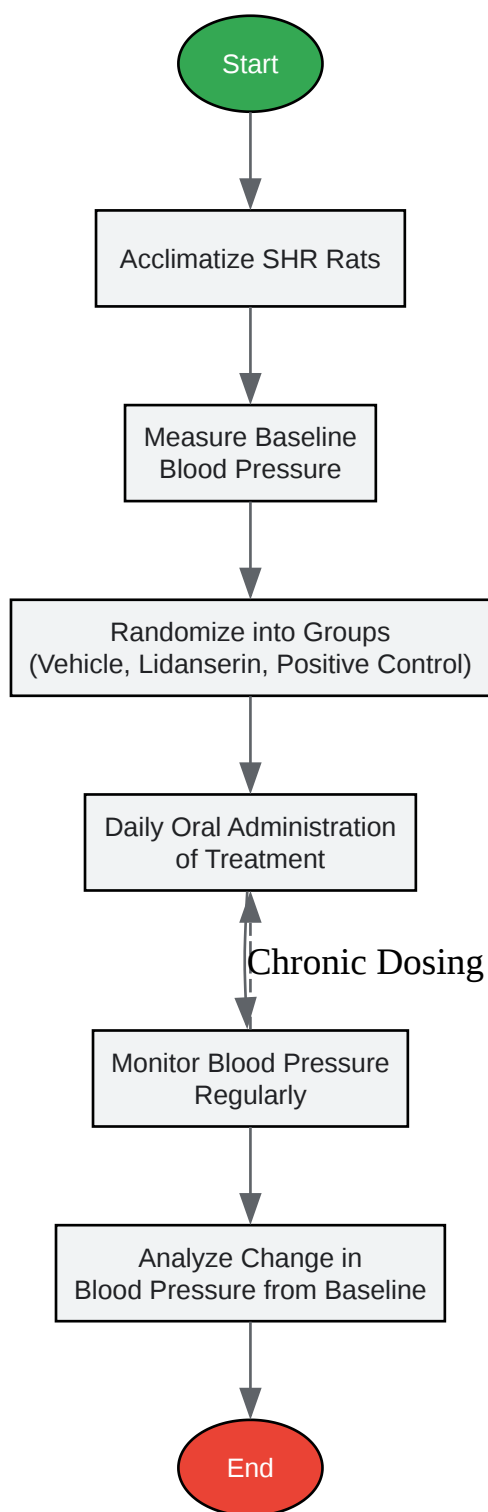 Start
Acclimatize SHR Rats
Measure Baseline
Blood Pressure
Randomize into Groups
(Vehicle, Lidanserin, Positive Control)
Daily Oral Administration
of Treatment
Chronic Dosing
Monitor Blood Pressure
Regularly
Analyze Change in
Blood Pressure from Baseline
End